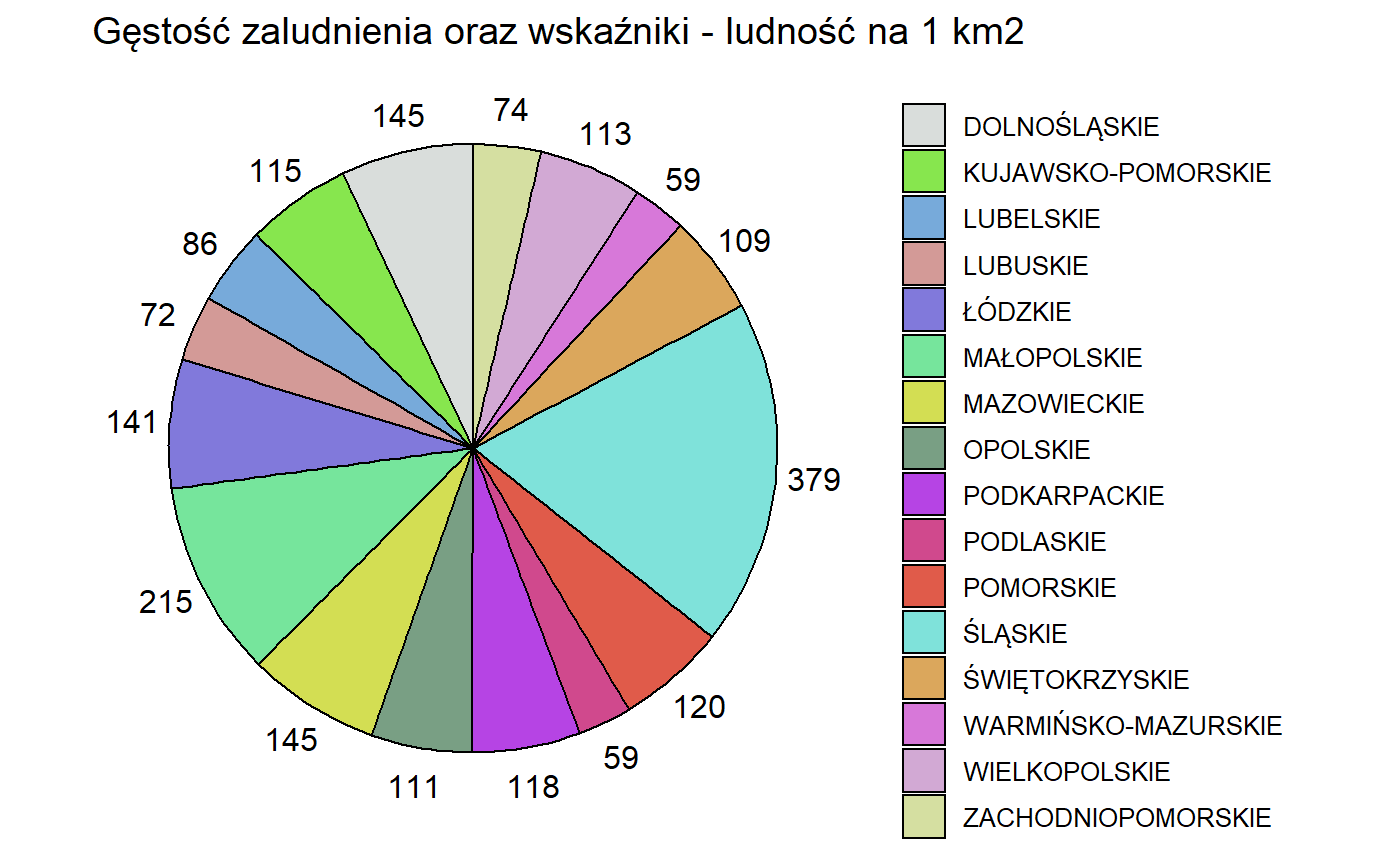 Gęstość zaludnienia oraz wskaźniki - ludność na 1 km2
145
74
113
59
109
379
120
59
118
111
145
215
141
72
86
115
DOLNOŚLĄSKIE
KUJAWSKO-POMORSKIE
LUBELSKIE
LUBUSKIE
ŁÓDZKIE
MAŁOPOLSKIE
MAZOWIECKIE
OPOLSKIE
PODKARPACKIE
PODLASKIE
POMORSKIE
ŚLĄSKIE
ŚWIĘTOKRZYSKIE
WARMIŃSKO-MAZURSKIE
WIELKOPOLSKIE
ZACHODNIOPOMORSKIE